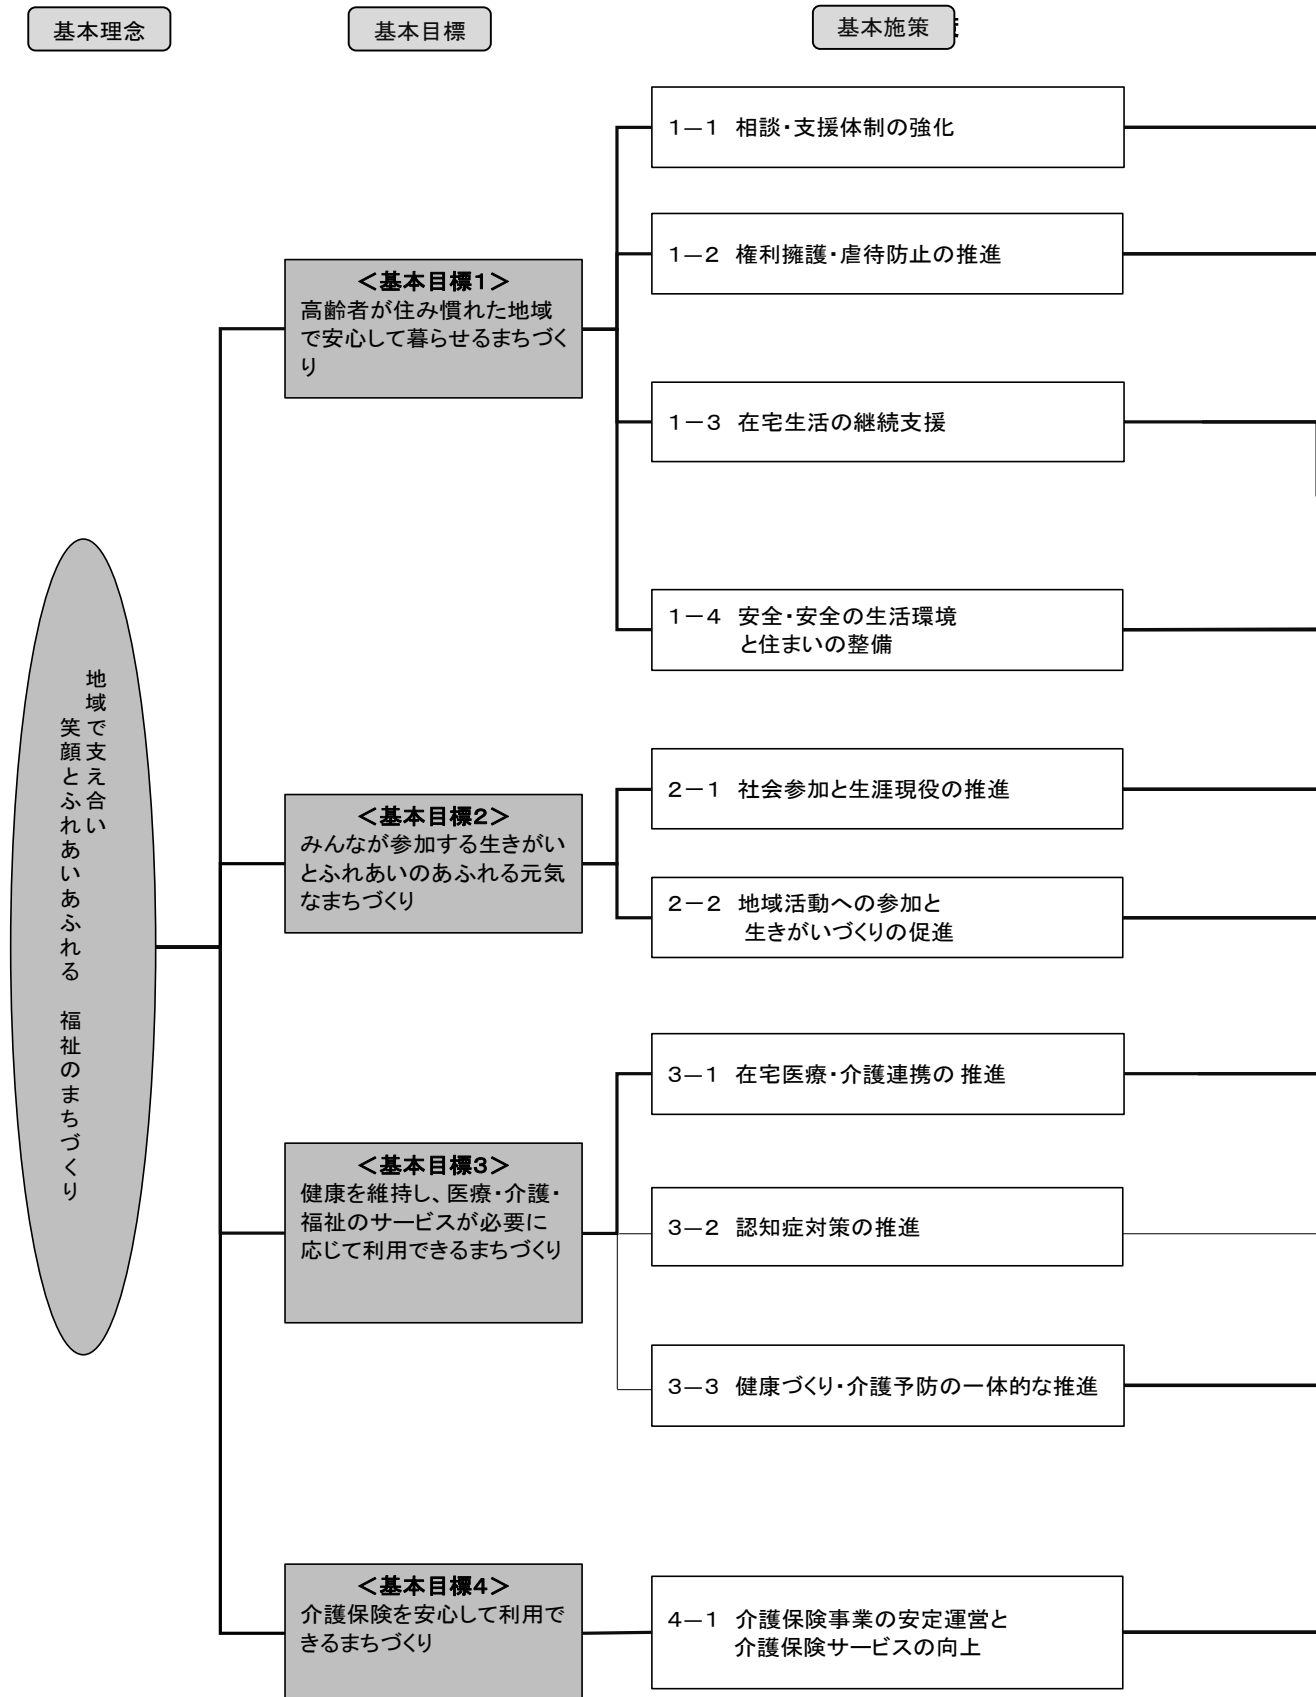 基本理念
基本目標
基本施策
地域で支え合い
笑顔とふれあいあふれる　福祉のまちづくり
＜基本目標１＞
高齢者が住み慣れた地域
で安心して暮らせるまちづく
り
１－１ 相談・支援体制の強化
１－２ 権利擁護・虐待防止の推進
１－３ 在宅生活の継続支援
１－４ 安全・安全の生活環境
と住まいの整備
＜基本目標２＞
みんなが参加する生きがい
とふれあいのあふれる元気
なまちづくり
２－１ 社会参加と生涯現役の推進
２－２ 地域活動への参加と
生きがいづくりの促進
＜基本目標３＞
健康を維持し、医療・介護・
福祉のサービスが必要に
応じて利用できるまちづくり
３－１ 在宅医療・介護連携の 推進
３－２ 認知症対策の推進
３－３ 健康づくり・介護予防の一体的な推進
＜基本目標４＞
介護保険を安心して利用で
きるまちづくり
４－１ 介護保険事業の安定運営と
介護保険サービスの向上